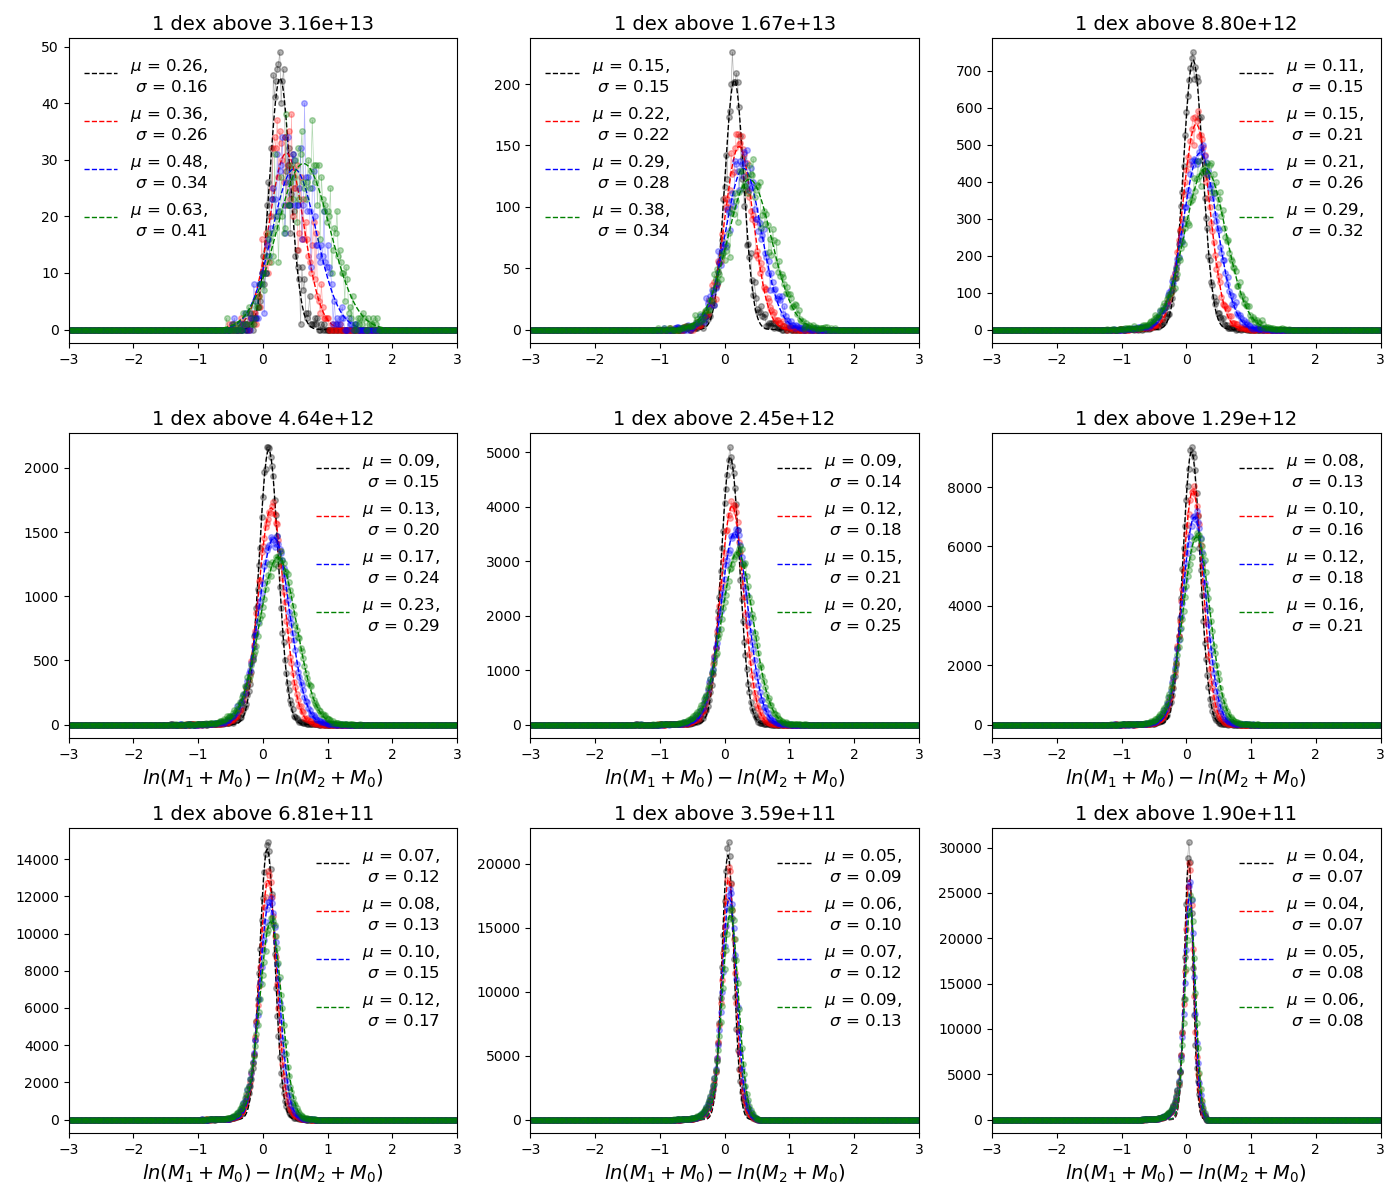 1 dex above 3.16e+13
50
40
30
20
10
0
−3 −2 −1 0 1 2 3
μ = 0.26,
σ = 0.16
μ = 0.36,
σ = 0.26
μ = 0.48,
σ = 0.34
μ = 0.63,
σ = 0.41
1 dex above 1.67e+13
200
150
100
50
0
−3 −2 −1 0 1 2 3
μ = 0.15,
σ = 0.15
μ = 0.22,
σ = 0.22
μ = 0.29,
σ = 0.28
μ = 0.38,
σ = 0.34
1 dex above 8.80e+12
700
600
500
400
300
200
100
0
−3 −2 −1 0 1 2 3
μ = 0.11,
σ = 0.15
μ = 0.15,
σ = 0.21
μ = 0.21,
σ = 0.26
μ = 0.29,
σ = 0.32
1 dex above 4.64e+12
2000
1500
1000
500
0
−3 −2 −1 0 1 2 3
μ = 0.09,
σ = 0.15
μ = 0.13,
σ = 0.20
μ = 0.17,
σ = 0.24
μ = 0.23,
σ = 0.29
ln(M₁ + M₀) − ln(M₂ + M₀)
1 dex above 2.45e+12
5000
4000
3000
2000
1000
0
−3 −2 −1 0 1 2 3
μ = 0.09,
σ = 0.14
μ = 0.12,
σ = 0.18
μ = 0.15,
σ = 0.21
μ = 0.20,
σ = 0.25
ln(M₁ + M₀) − ln(M₂ + M₀)
1 dex above 1.29e+12
8000
6000
4000
2000
0
−3 −2 −1 0 1 2 3
μ = 0.08,
σ = 0.13
μ = 0.10,
σ = 0.16
μ = 0.12,
σ = 0.18
μ = 0.16,
σ = 0.21
ln(M₁ + M₀) − ln(M₂ + M₀)
1 dex above 6.81e+11
14000
12000
10000
8000
6000
4000
2000
0
−3 −2 −1 0 1 2 3
μ = 0.07,
σ = 0.12
μ = 0.08,
σ = 0.13
μ = 0.10,
σ = 0.15
μ = 0.12,
σ = 0.17
ln(M₁ + M₀) − ln(M₂ + M₀)
1 dex above 3.59e+11
20000
15000
10000
5000
0
−3 −2 −1 0 1 2 3
μ = 0.05,
σ = 0.09
μ = 0.06,
σ = 0.10
μ = 0.07,
σ = 0.12
μ = 0.09,
σ = 0.13
ln(M₁ + M₀) − ln(M₂ + M₀)
1 dex above 1.90e+11
30000
25000
20000
15000
10000
5000
0
−3 −2 −1 0 1 2 3
μ = 0.04,
σ = 0.07
μ = 0.04,
σ = 0.07
μ = 0.05,
σ = 0.08
μ = 0.06,
σ = 0.08
ln(M₁ + M₀) − ln(M₂ + M₀)